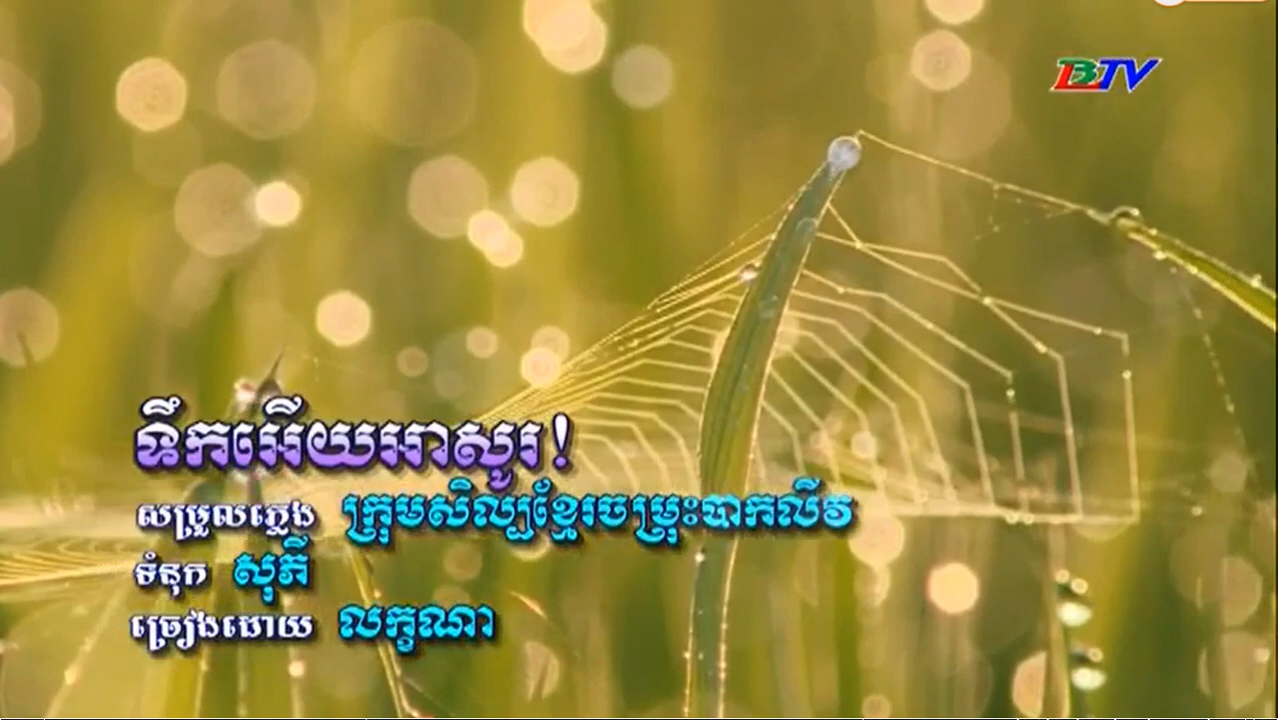 BTV
ទឹកអើយអាសូរ!
សម្រួលភ្លេង ក្រុមសិល្បខ្មែរចម្រុះបាកលីវ
ទំនុក សុភី
ច្រៀងដោយ លក្ខណា